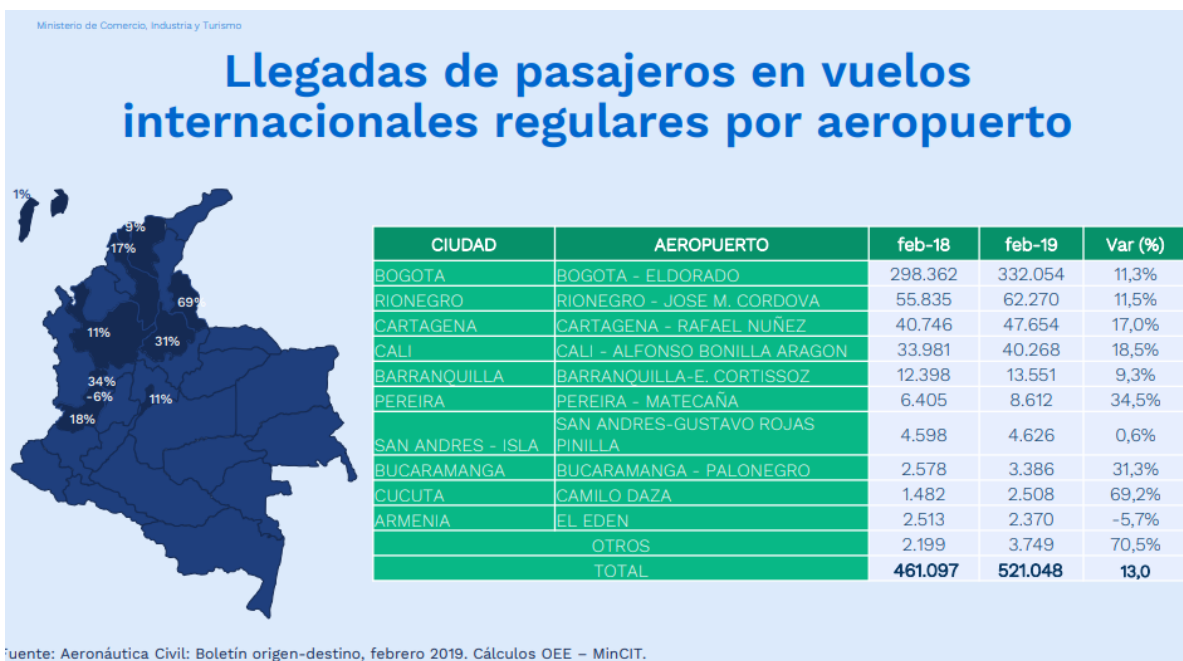 Ministerio de Comercio, Industria y Turismo
Llegadas de pasajeros en vuelos
internacionales regulares por aeropuerto
1%
9%
17%
69%
11%
31%
34%
-6%
11%
18%
CIUDAD AEROPUERTO feb-18 feb-19 Var (%)
BOGOTA BOGOTA - ELDORADO 298.362 332.054 11,3%
RIONEGRO RIONEGRO - JOSE M. CORDOVA 55.835 62.270 11,5%
CARTAGENA CARTAGENA - RAFAEL NUÑEZ 40.746 47.654 17,0%
CALI CALI - ALFONSO BONILLA ARAGON 33.981 40.268 18,5%
BARRANQUILLA BARRANQUILLA-E. CORTISSOZ 12.398 13.551 9,3%
PEREIRA PEREIRA - MATECAÑA 6.405 8.612 34,5%
SAN ANDRES-GUSTAVO ROJAS
SAN ANDRES - ISLA PINILLA 4.598 4.626 0,6%
BUCARAMANGA BUCARAMANGA - PALONEGRO 2.578 3.386 31,3%
CUCUTA CAMILO DAZA 1.482 2.508 69,2%
ARMENIA EL EDEN 2.513 2.370 -5,7%
OTROS 2.199 3.749 70,5%
TOTAL 461.097 521.048 13,0
uente: Aeronáutica Civil: Boletín origen-destino, febrero 2019. Cálculos OEE – MinCIT.